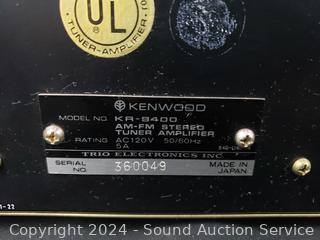 UL
®
TUNER-AMPLIFIER
KENWOOD
MODEL NO. KR-9400
AM-FM STEREO
TUNER AMPLIFIER
RATING AC120V 50/60Hz
5A
TRIO ELECTRONICS INC.
SERIAL NO. 360049 MADE IN JAPAN
Copyright 2024 - Sound Auction Service